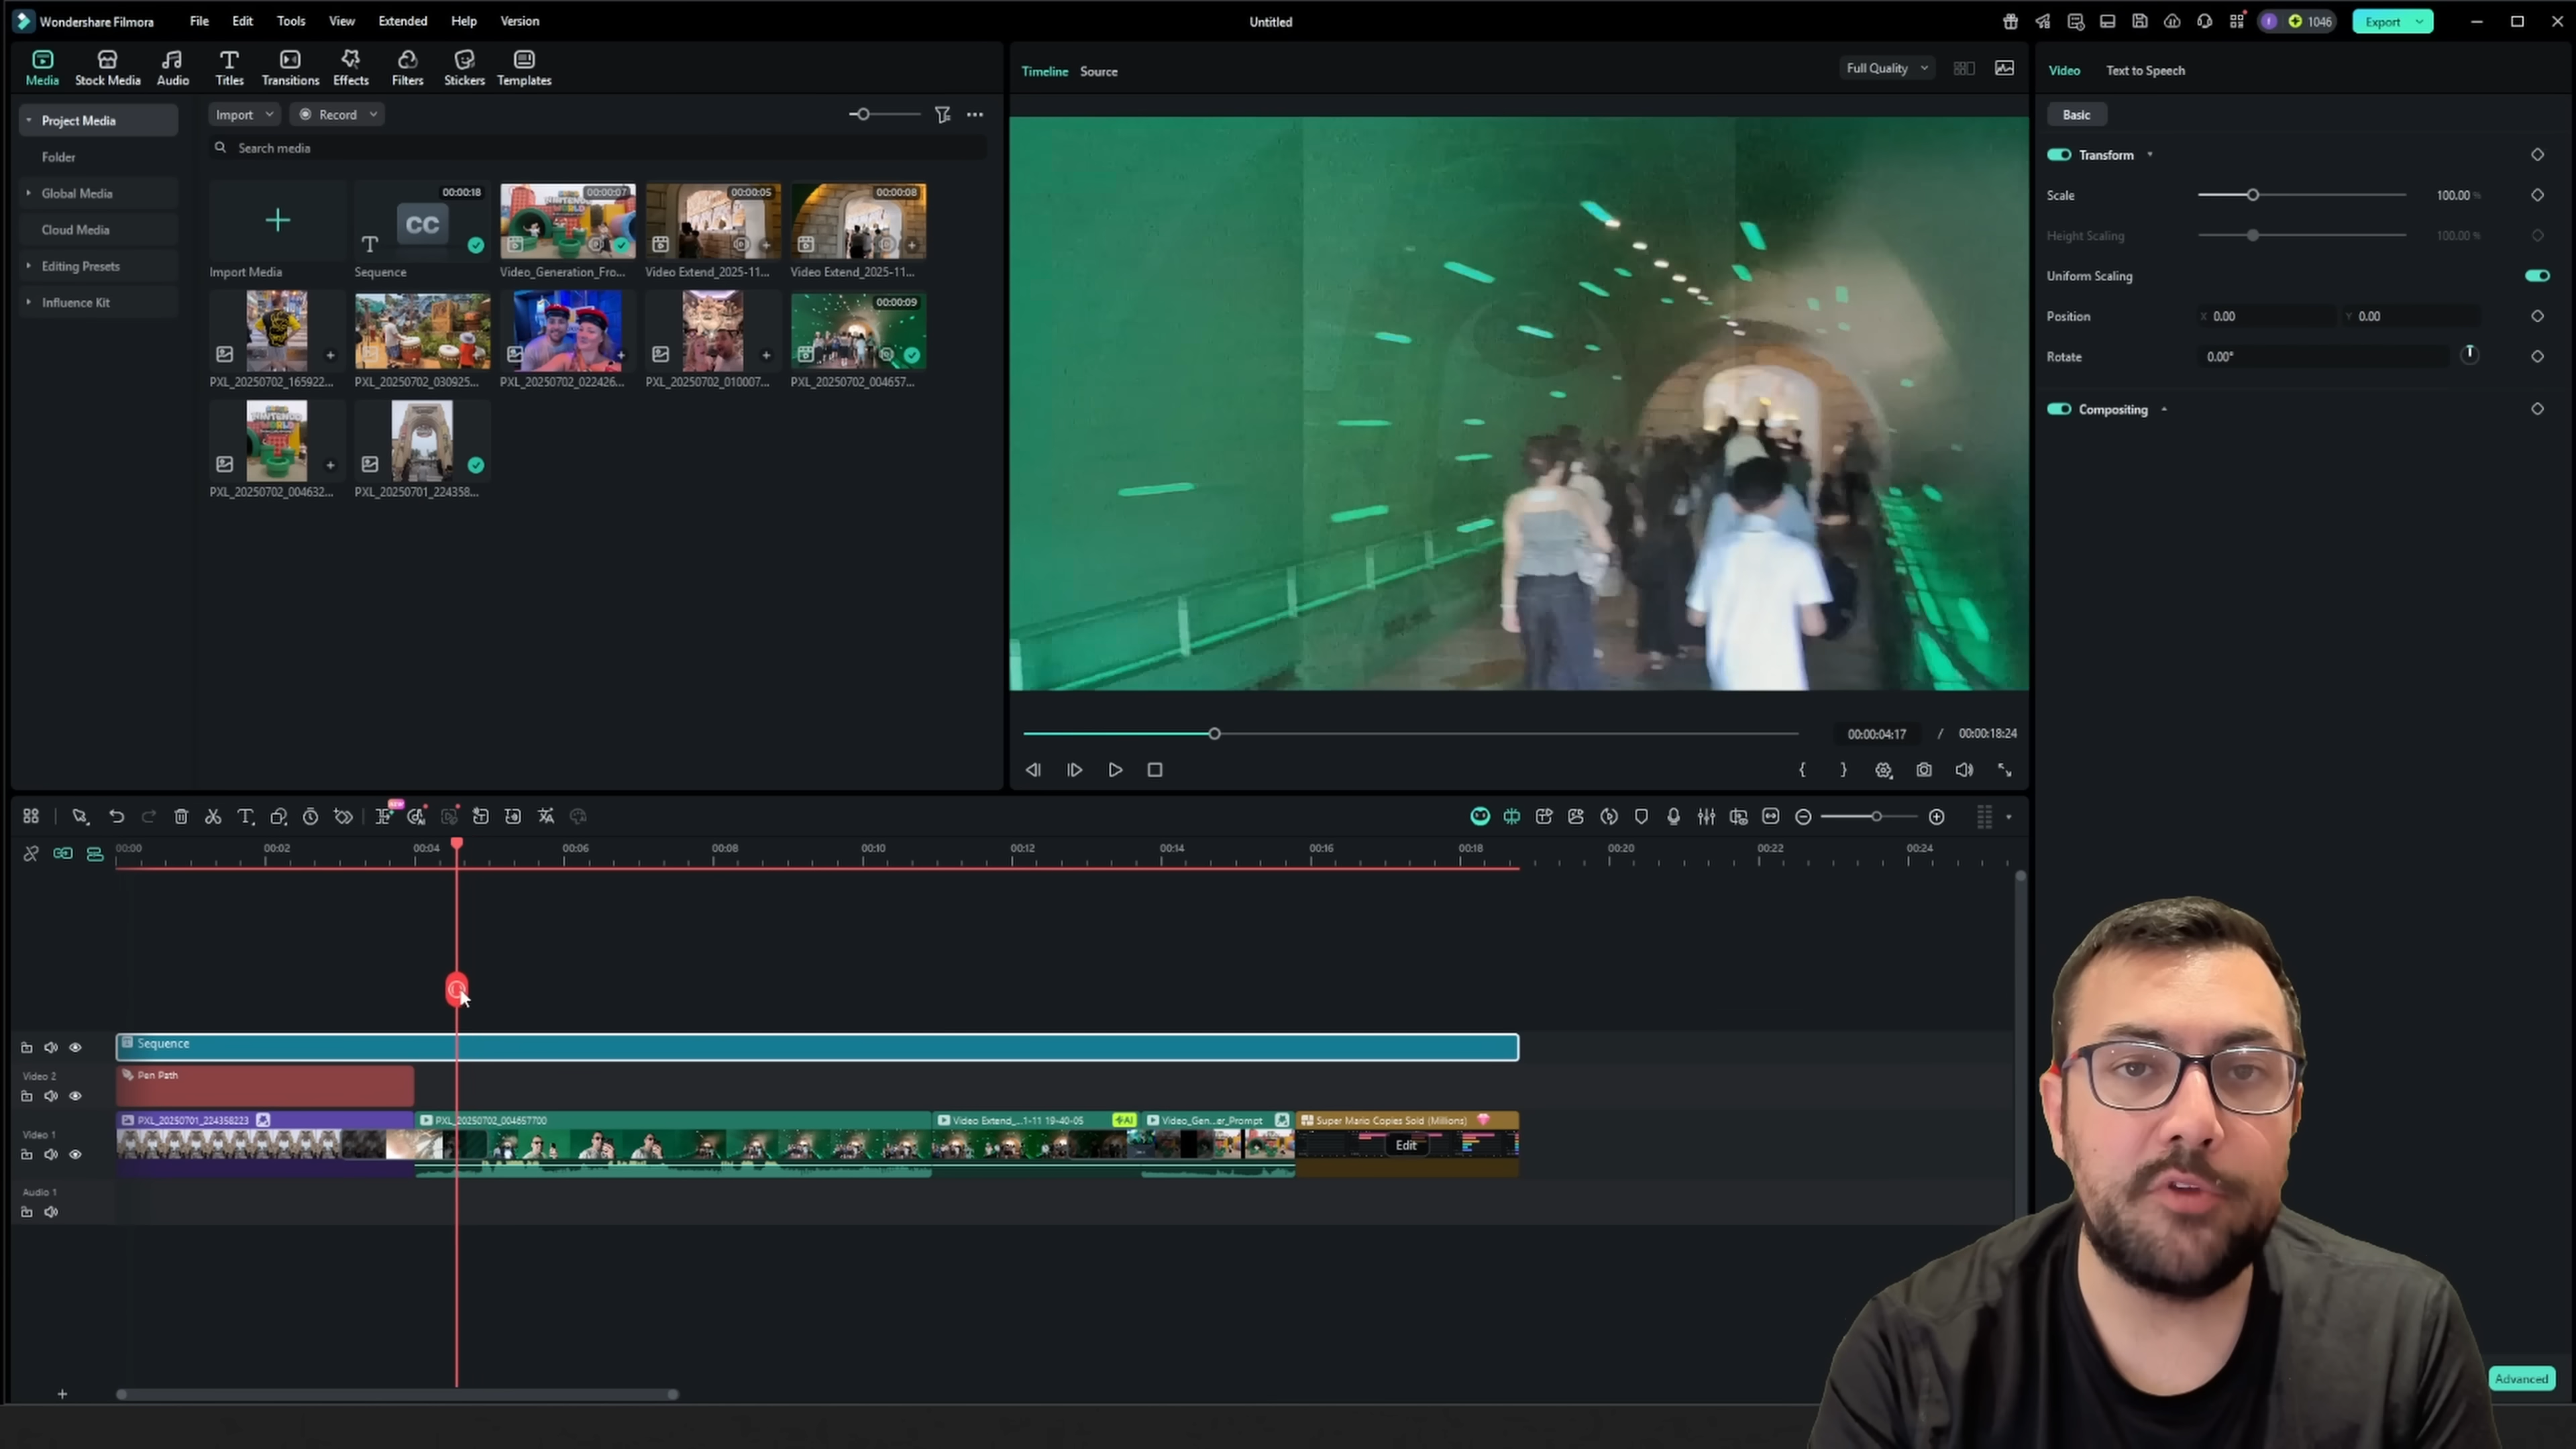 Wondershare Filmora File Edit Tools View Extended Help Version Untitled 1046 Export
Media Stock Media Audio Titles Transitions Effects Filters Stickers Templates
Timeline Source Full Quality
Video Text to Speech
Project Media
Folder
Global Media
Cloud Media
Editing Presets
Influence Kit
Import Record
Search media
00:00:18 00:00:07 00:00:05 00:00:08
CC
T
Import Media Sequence Video_Generation_Fro... Video Extend_2025-11... Video Extend_2025-11...
00:00:09
PXL_20250702_165922... PXL_20250702_030925... PXL_20250702_022426... PXL_20250702_010007... PXL_20250702_004657...
PXL_20250702_004632... PXL_20250701_224358...
00:00:04:17 / 00:00:18:24
Basic
Transform
Scale 100.00 %
Height Scaling 100.00 %
Uniform Scaling
Position X 0.00 Y 0.00
Rotate 0.00°
Compositing
NEW
00:00 00:02 00:04 00:06 00:08 00:10 00:12 00:14 00:16 00:18 00:20 00:22 00:24
Sequence
Video 2
Pen Path
Video 1
PXL_20250701_224358223 PXL_20250702_004657700 Video Extend_...1-11 19-40-05 AI Video_Gen...er_Prompt Super Mario Copies Sold (Millions)
Edit
Audio 1
Advanced